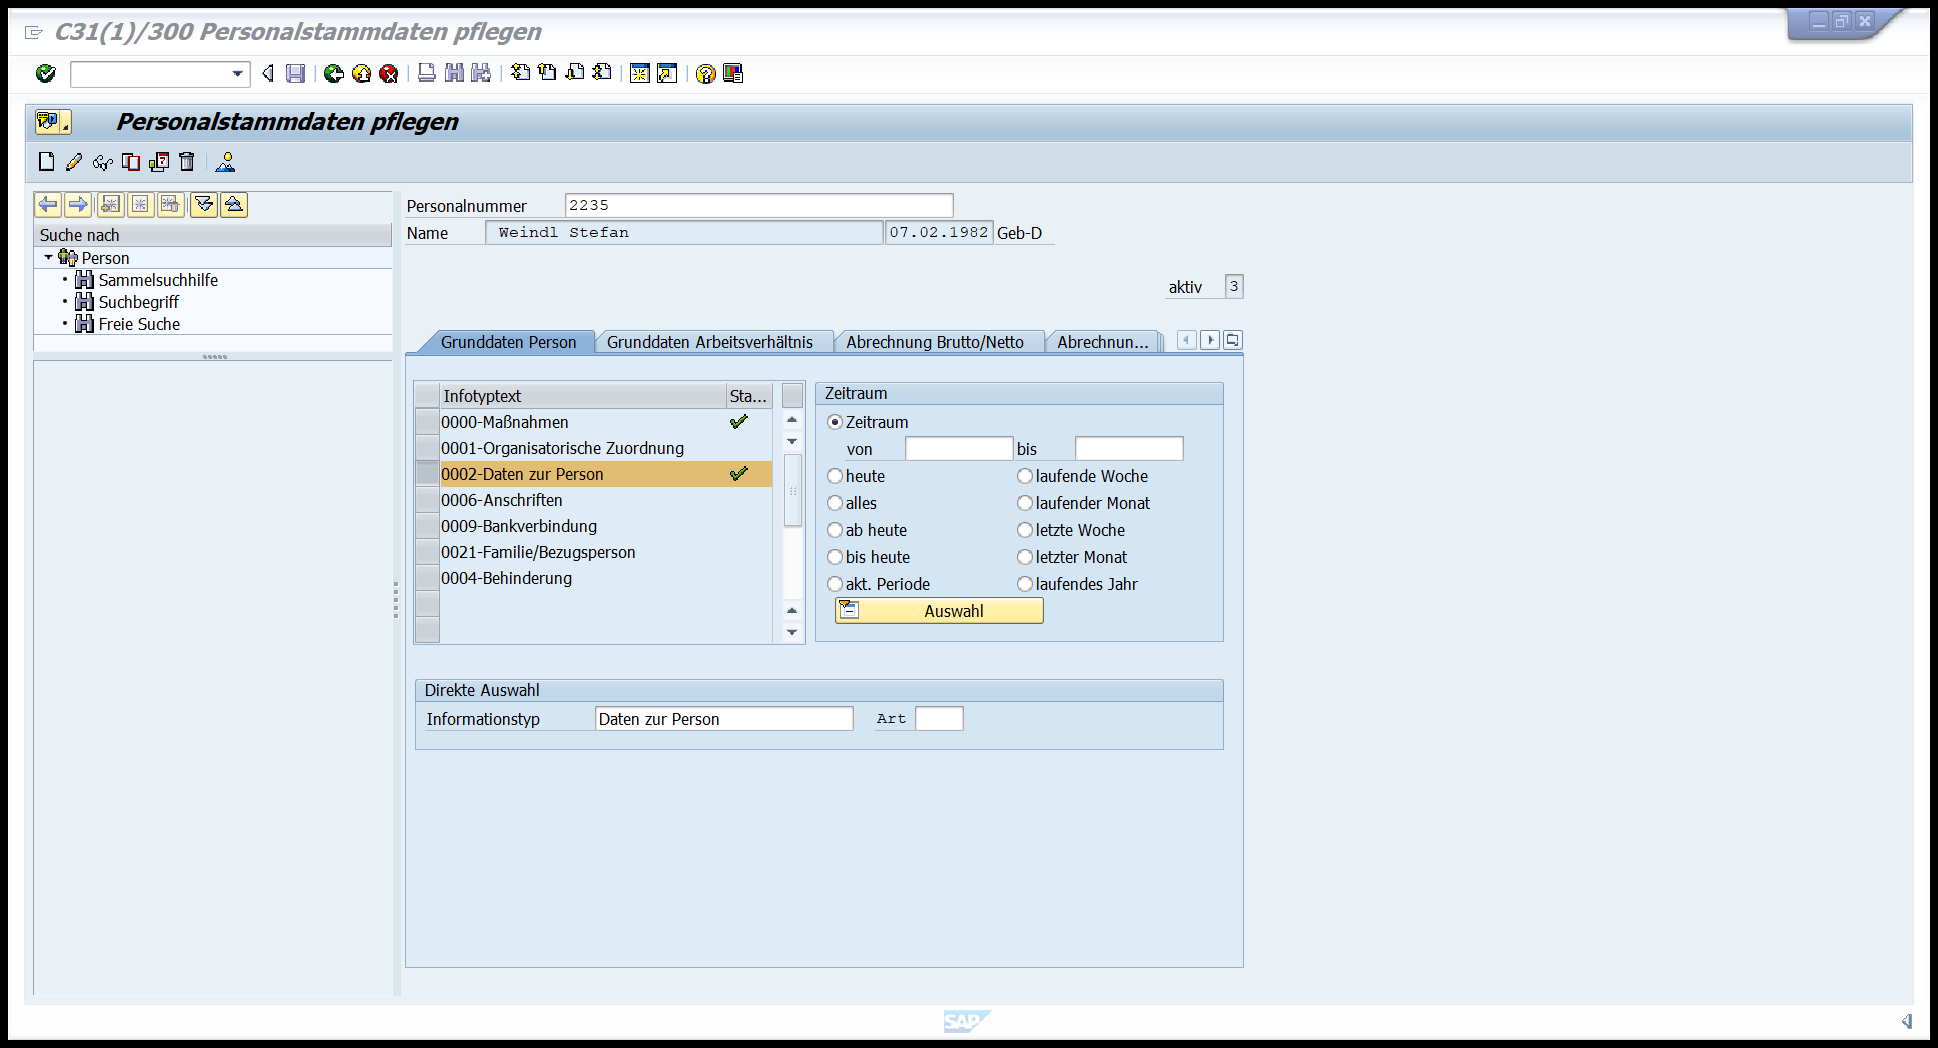 C31(1)/300 Personalstammdaten pflegen
Personalstammdaten pflegen
Suche nach
Person
Sammelsuchhilfe
Suchbegriff
Freie Suche
Personalnummer 2235
Name Weindl Stefan 07.02.1982 Geb-D
aktiv 3
Grunddaten Person Grunddaten Arbeitsverhältnis Abrechnung Brutto/Netto Abrechnun...
Infotyptext Sta...
0000-Maßnahmen
0001-Organisatorische Zuordnung
0002-Daten zur Person
0006-Anschriften
0009-Bankverbindung
0021-Familie/Bezugsperson
0004-Behinderung
Zeitraum
Zeitraum
von bis
heute laufende Woche
alles laufender Monat
ab heute letzte Woche
bis heute letzter Monat
akt. Periode laufendes Jahr
Auswahl
Direkte Auswahl
Informationstyp Daten zur Person Art
SAP